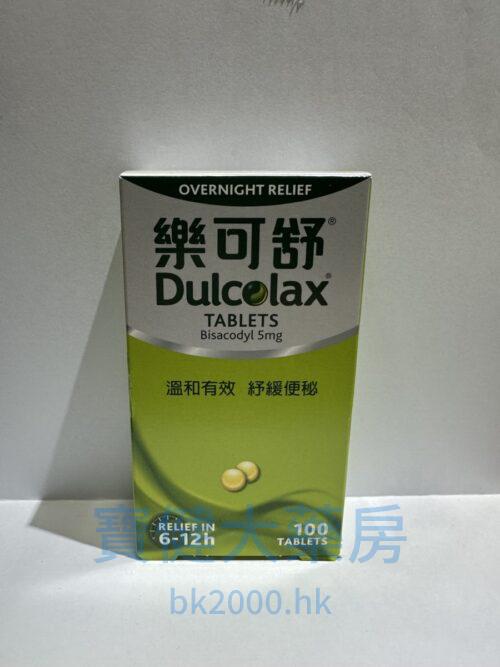 OVERNIGHT RELIEF
樂可舒®
Dulcolax®
TABLETS
Bisacodyl 5mg
溫和有效 紓緩便秘
RELIEF IN
6-12h
100
TABLETS
寶健大藥房
bk2000.hk